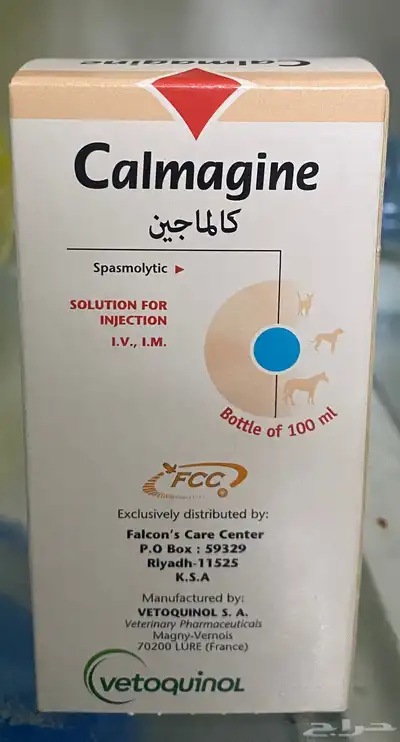 Calmagine
Calmagine
كالماجين
Spasmolytic
SOLUTION FOR
INJECTION
I.V., I.M.
Bottle of 100 ml
FCC
Exclusively distributed by:
Falcon's Care Center
P.O Box : 59329
Riyadh-11525
K.S.A
Manufactured by:
VETOQUINOL S. A.
Veterinary Pharmaceuticals
Magny-Vernois
70200 LURE (France)
vetoquinol
حراج